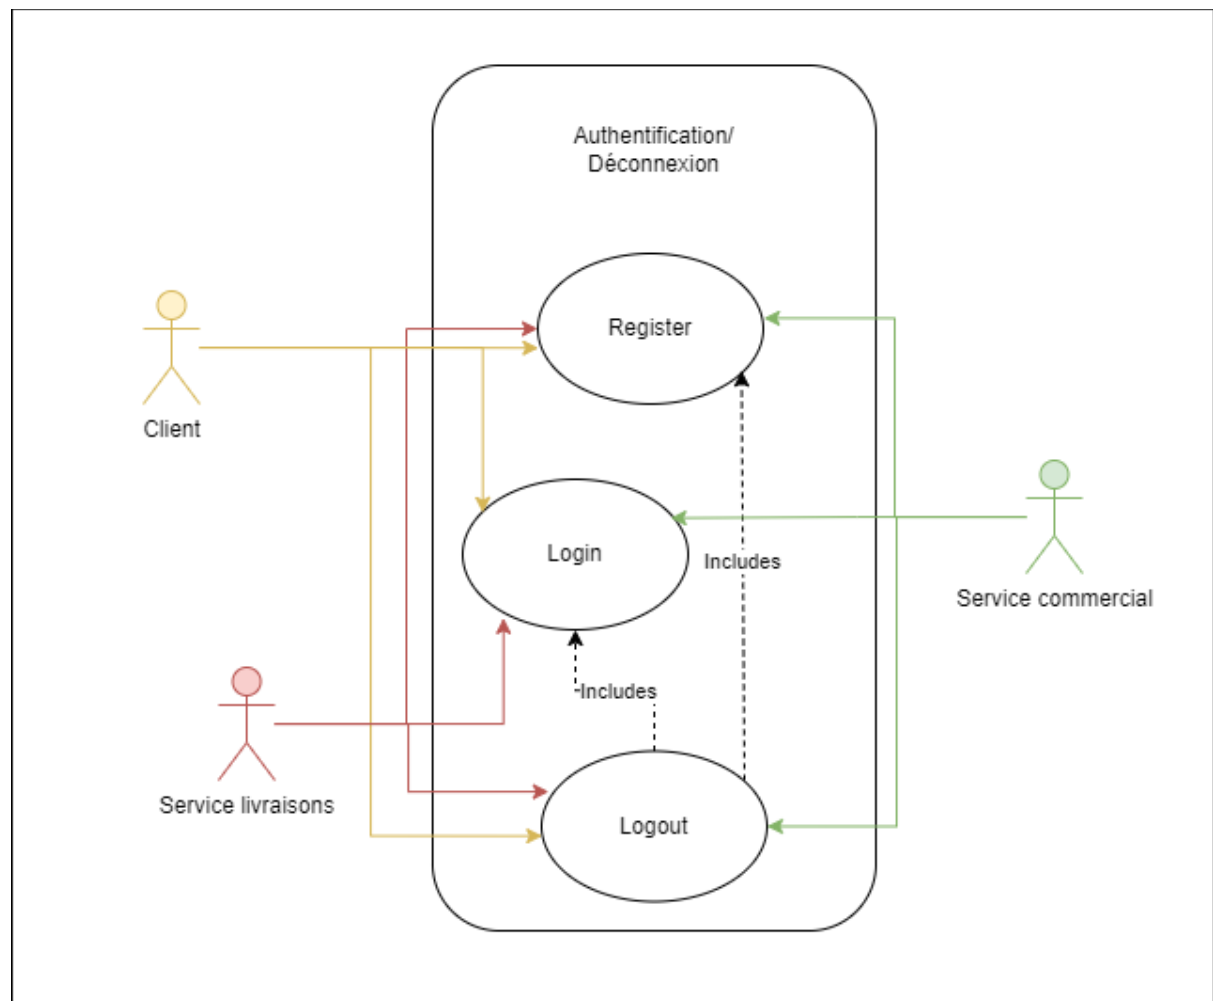 Authentification/
Déconnexion
Register
Client
Login
Includes
Service commercial
Includes
Service livraisons
Logout